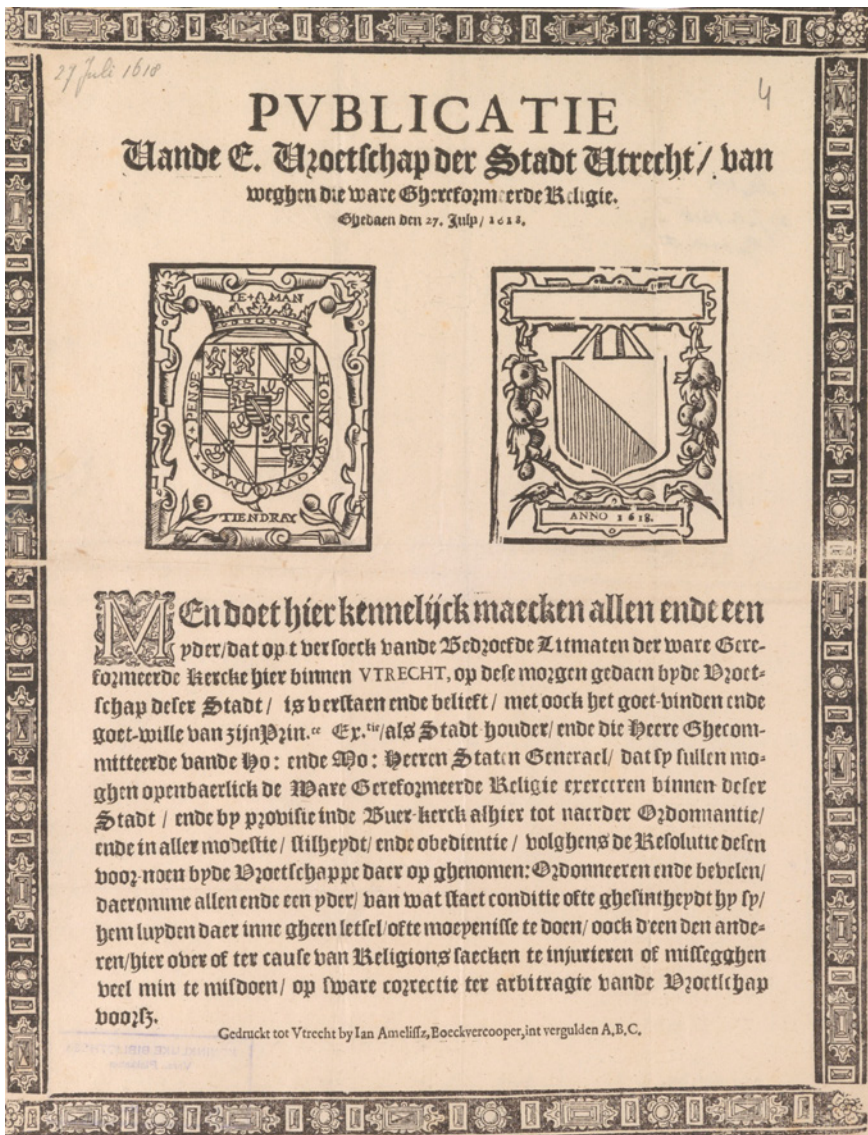 27 Juli 1618
4
PVBLICATIE
Vande E. Vroetschap der Stadt Utrecht/ van
weghen die ware Ghereformeerde Religie.
Ghedaen den 27. July/ 1618.
IE + MAN
HONY SOYT QVI MAL + Y + PENSE
TIENDRAY
ANNO 1618.
MEn doet hier kennelijck maecken allen ende een
yder/dat op t versoeck vande Bedroefde Litmaten der ware Gere-
formeerde Kercke hier binnen VTRECHT, op dese morgen gedaen byde Vroet-
schap deser Stadt/ is verstaen ende belieft/ met oock het goet-vinden ende
goet-wille van zijn Prin.ce Ex.tie/als Stadt-houder/ ende die Heere Ghecom-
mitteerde vande Ho: ende Mo: Heeren Staten Generael/ dat sy sullen mo-
ghen openbaerlick de Ware Gereformeerde Religie exerceren binnen deser
Stadt/ ende by provisie inde Buer-kerck alhier tot naerder Ordonnantie/
ende in aller modestie/ stilheydt/ ende obedientie/ volghens de Resolutie desen
voor-noen byde Vroetschappe daer op ghenomen: Ordonneeren ende bevelen/
daeromme allen ende een yder/ van wat staet conditie ofte ghesintheydt hy sy/
hem luyden daer inne gheen letsel/ofte moeyenisse te doen/ oock d'een den ande-
ren/hier over of ter cause van Religions saecken te injurieren of missegghen
veel min te misdoen/ op sware correctie ter arbitragie vande Vroetschap
voorsz.
Gedruckt tot Vtrecht by Ian Amelissz, Boeckvercooper, int vergulden A,B,C.